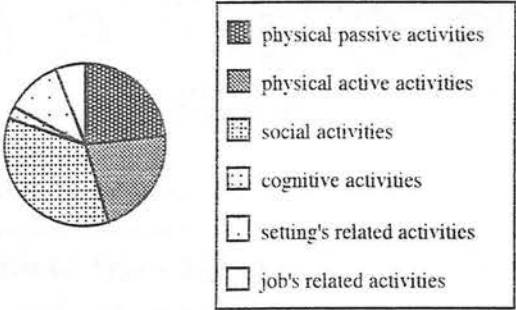 physical passive activities
physical active activities
social activities
cognitive activities
setting's related activities
job's related activities